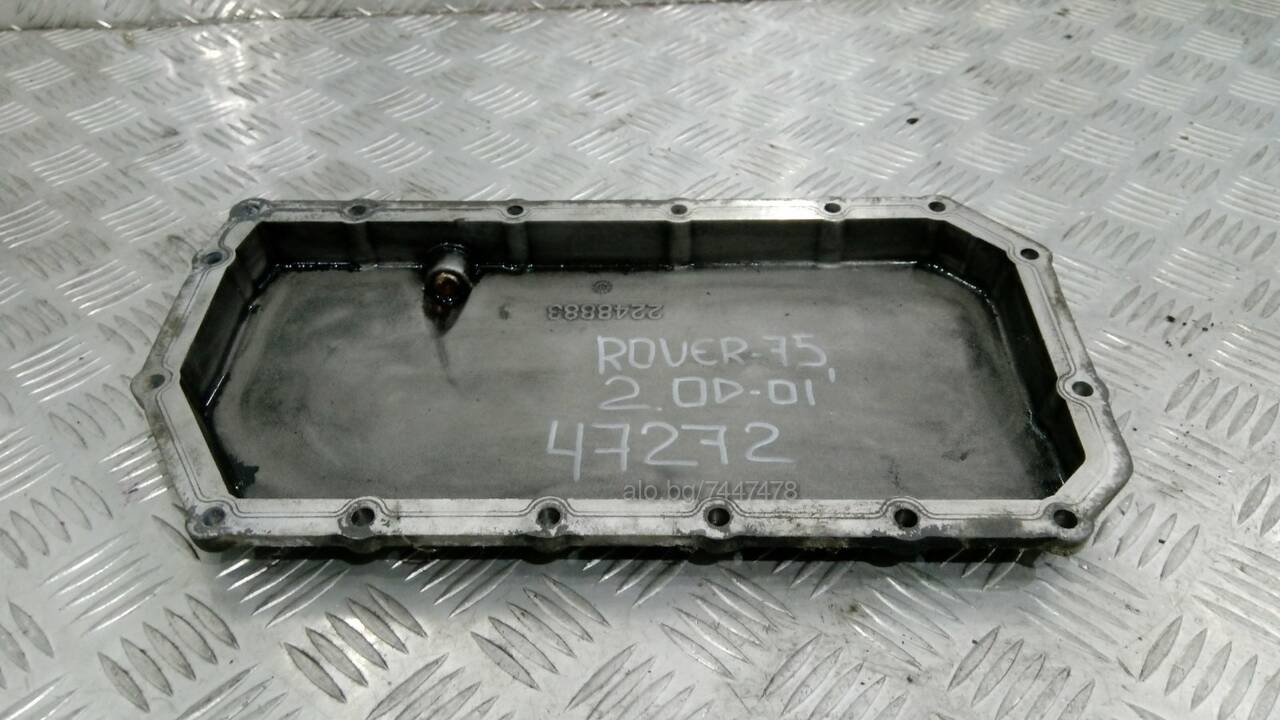 2248883
ROVER-75,
2.0D-01'
47272
alo.bg/7447478